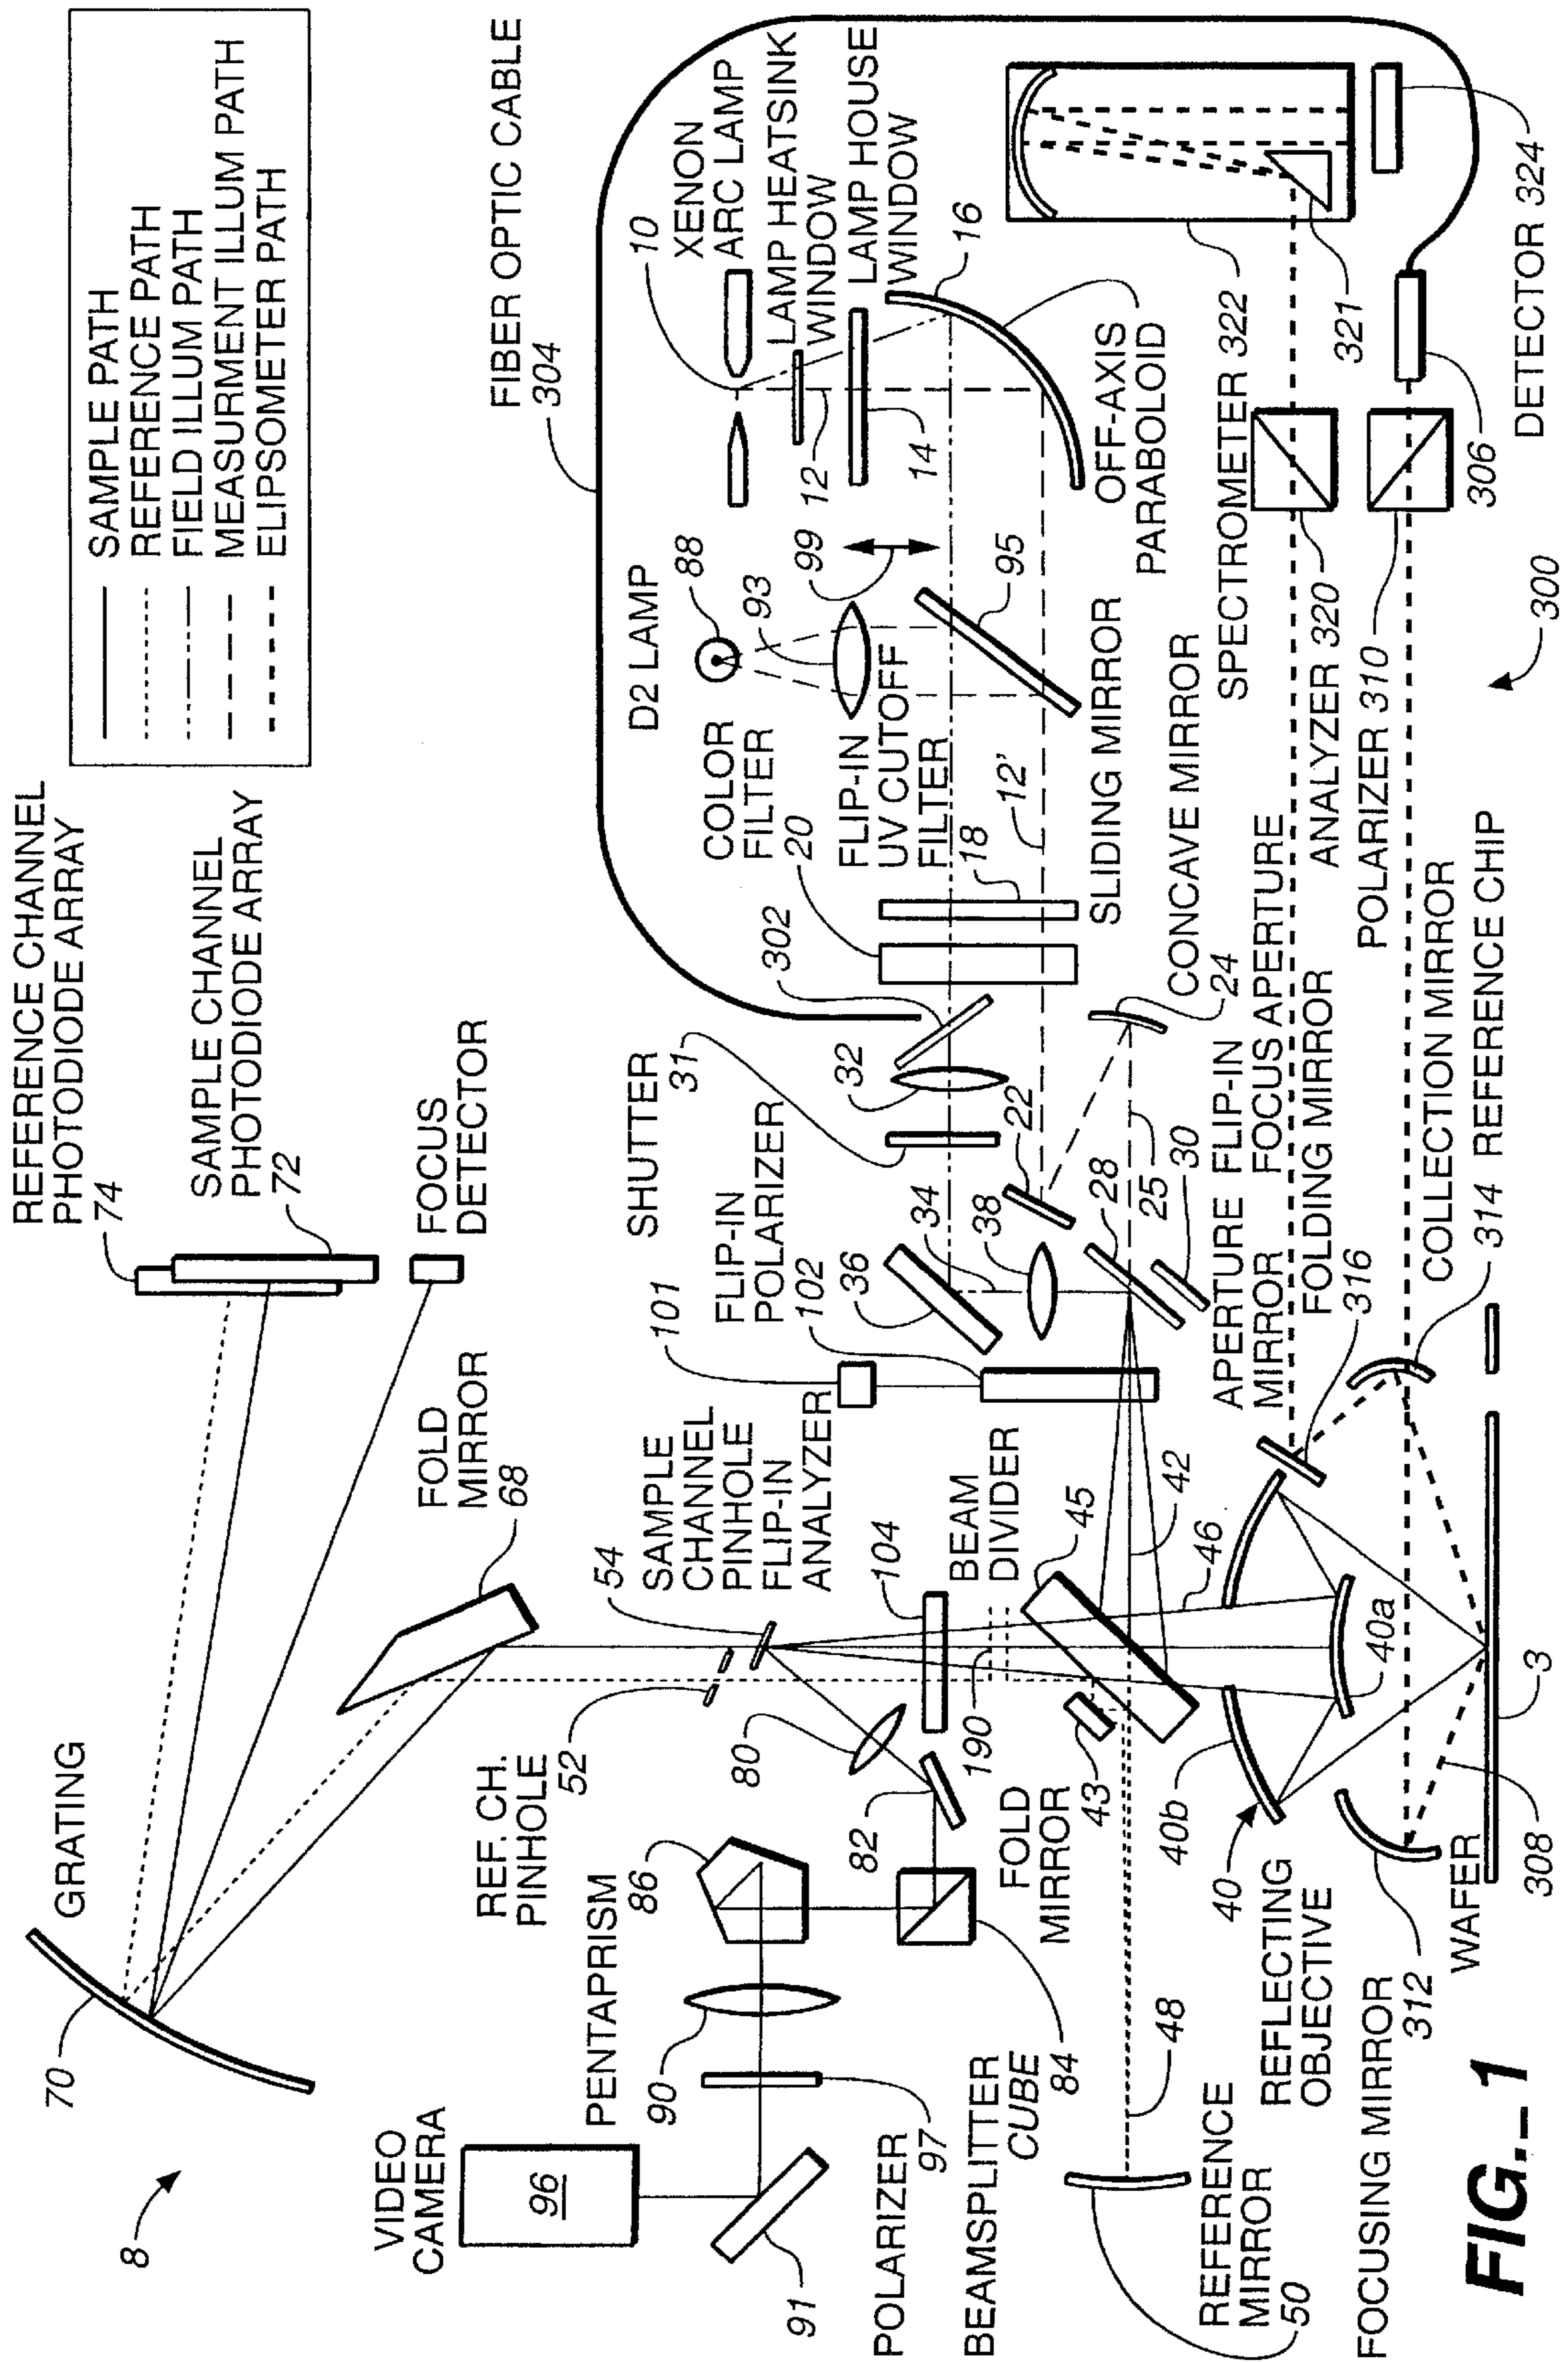 8
REFERENCE CHANNEL
PHOTODIODE ARRAY
74
SAMPLE CHANNEL
PHOTODIODE ARRAY
72
FOCUS
DETECTOR
SAMPLE PATH
REFERENCE PATH
FIELD ILLUM PATH
MEASURMENT ILLUM PATH
ELIPSOMETER PATH
GRATING
70
FOLD
MIRROR
68
FIBER OPTIC CABLE
304
VIDEO
CAMERA
96
91
POLARIZER
97
90
PENTAPRISM
86
BEAMSPLITTER
CUBE
84
82
80
REF. CH.
PINHOLE
52
54
SAMPLE
CHANNEL
PINHOLE
FLIP-IN
ANALYZER
104
BEAM
DIVIDER
190
101
FLIP-IN
POLARIZER
102
SHUTTER
31
32
302
34
36
38
COLOR
FILTER
20
FLIP-IN
UV CUTOFF
FILTER
18
D2 LAMP
88
93
99
95
SLIDING MIRROR
12'
10
XENON
ARC LAMP
LAMP HEATSINK
WINDOW
12
LAMP HOUSE
WINDOW
14
16
OFF-AXIS
PARABOLOID
22
CONCAVE MIRROR
24
25
28
30
APERTURE
MIRROR
FLIP-IN
FOCUS APERTURE
FOLDING MIRROR
316
FOLD
MIRROR
43
45
42
46
48
REFERENCE
MIRROR
50
REFLECTING
OBJECTIVE
40
40b
40a
FOCUSING MIRROR
312
WAFER
308
3
COLLECTION MIRROR
314
REFERENCE CHIP
ANALYZER 320
POLARIZER 310
SPECTROMETER 322
321
306
DETECTOR 324
300
FIG._1